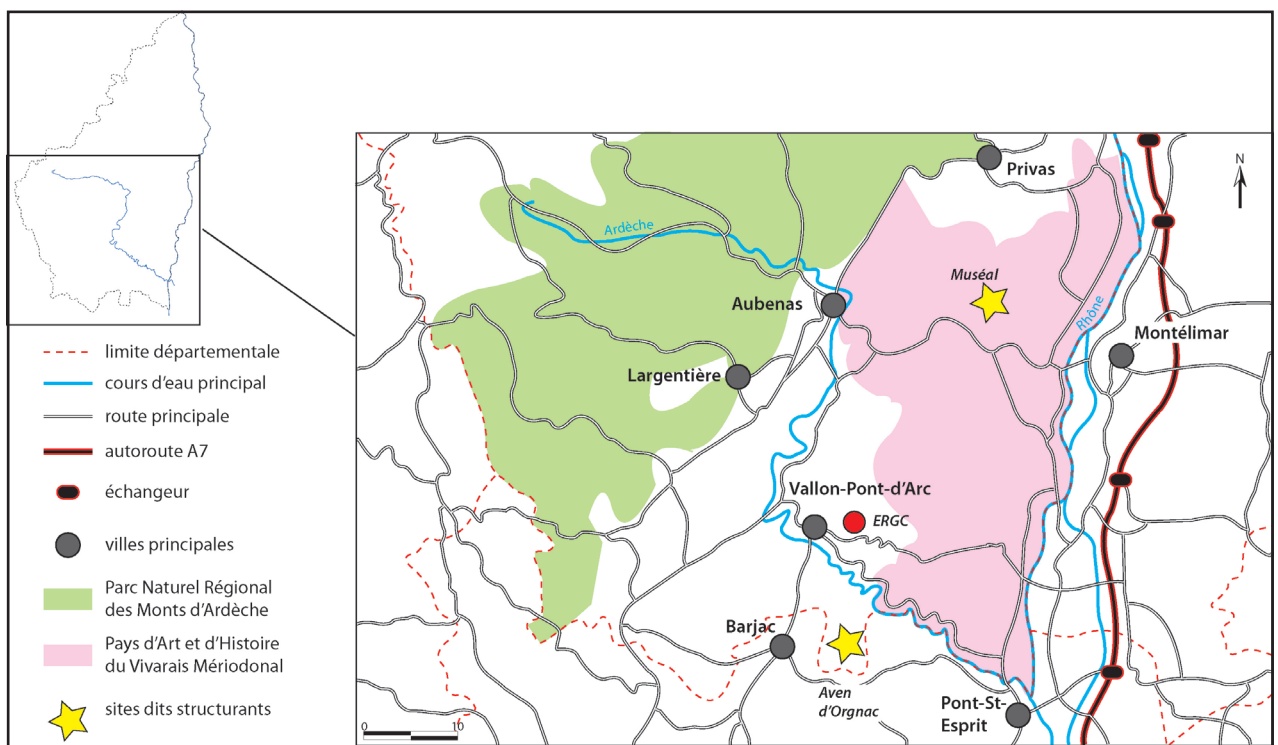 Privas
N
Ardèche
Muséal
Aubenas
Rhône
Montélimar
Largentière
Vallon-Pont-d'Arc
ERGC
Barjac
Aven
d'Orgnac
Pont-St-
Esprit
0 10
limite départementale
cours d'eau principal
route principale
autoroute A7
échangeur
villes principales
Parc Naturel Régional
des Monts d'Ardèche
Pays d'Art et d'Histoire
du Vivarais Mériodonal
sites dits structurants